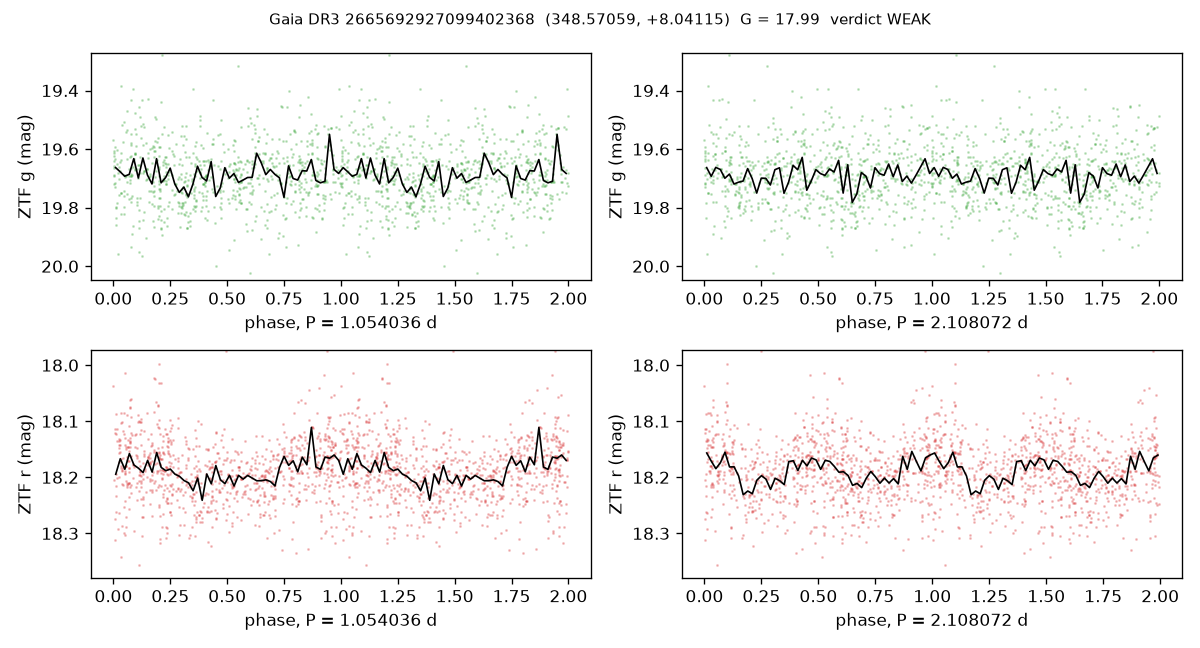 Gaia DR3 2665692927099402368  (348.57059, +8.04115)  G = 17.99  verdict WEAK
ZTF g (mag)
19.4
19.6
19.8
20.0
0.00 0.25 0.50 0.75 1.00 1.25 1.50 1.75 2.00
phase, P = 1.054036 d
ZTF g (mag)
19.4
19.6
19.8
20.0
0.00 0.25 0.50 0.75 1.00 1.25 1.50 1.75 2.00
phase, P = 2.108072 d
ZTF r (mag)
18.0
18.1
18.2
18.3
0.00 0.25 0.50 0.75 1.00 1.25 1.50 1.75 2.00
phase, P = 1.054036 d
ZTF r (mag)
18.0
18.1
18.2
18.3
0.00 0.25 0.50 0.75 1.00 1.25 1.50 1.75 2.00
phase, P = 2.108072 d